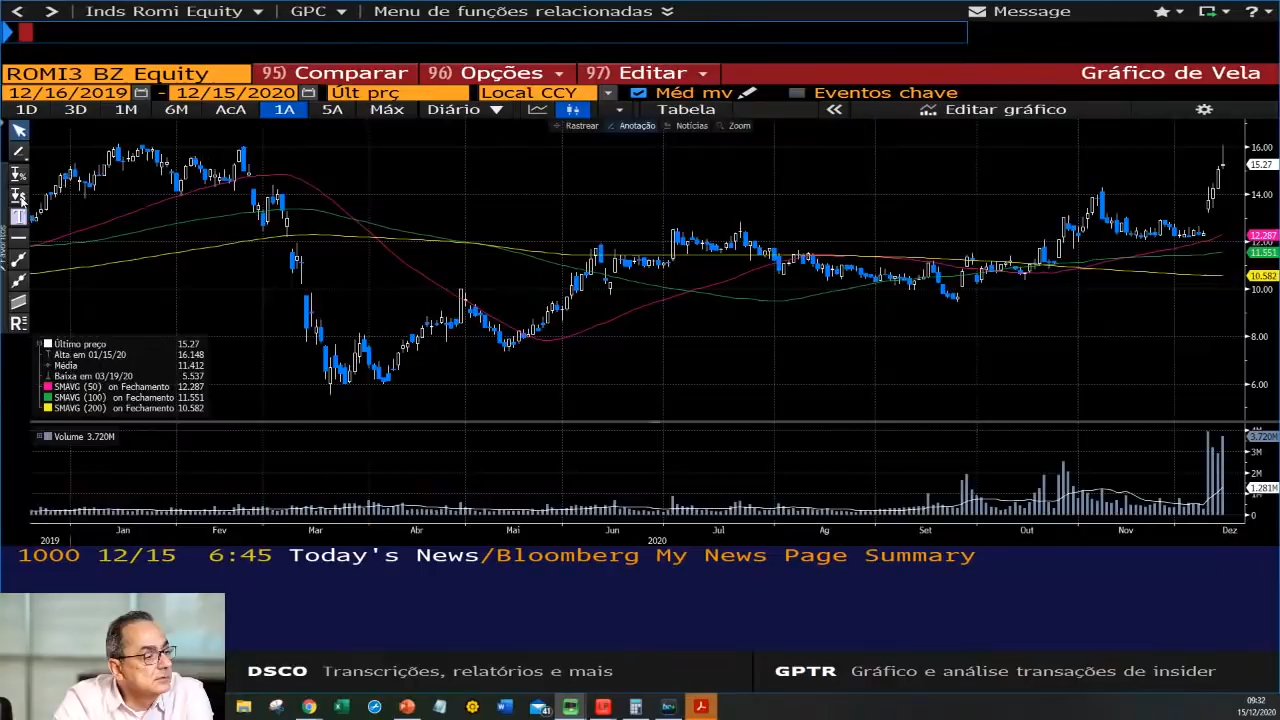 Inds Romi Equity GPC Menu de funções relacionadas Message ?
ROMI3 BZ Equity 95) Comparar 96) Opções 97) Editar Gráfico de Vela
12/16/2019 - 12/15/2020 Últ prç Local CCY Méd mv Eventos chave
1D 3D 1M 6M AcA 1A 5A Máx Diário Tabela Editar gráfico
Rastrear Anotação Notícias Zoom
16.00
15.27
14.00
12.287
12.00
11.551
10.582
10.00
8.00
6.00
Favoritos
Último preço 15.27
Alta em 01/15/20 16.148
Média 11.412
Baixa em 03/19/20 5.537
SMAVG (50) on Fechamento 12.287
SMAVG (100) on Fechamento 11.551
SMAVG (200) on Fechamento 10.582
Volume 3.720M
4M
3.720M
3M
2M
1.281M
0
Jan Fev Mar Abr Mai Jun Jul Ag Set Out Nov Dez
2019 2020
1000 12/15 6:45 Today's News/Bloomberg My News Page Summary
DSCO Transcrições, relatórios e mais GPTR Gráfico e análise transações de insider
41
09:32
15/12/2020